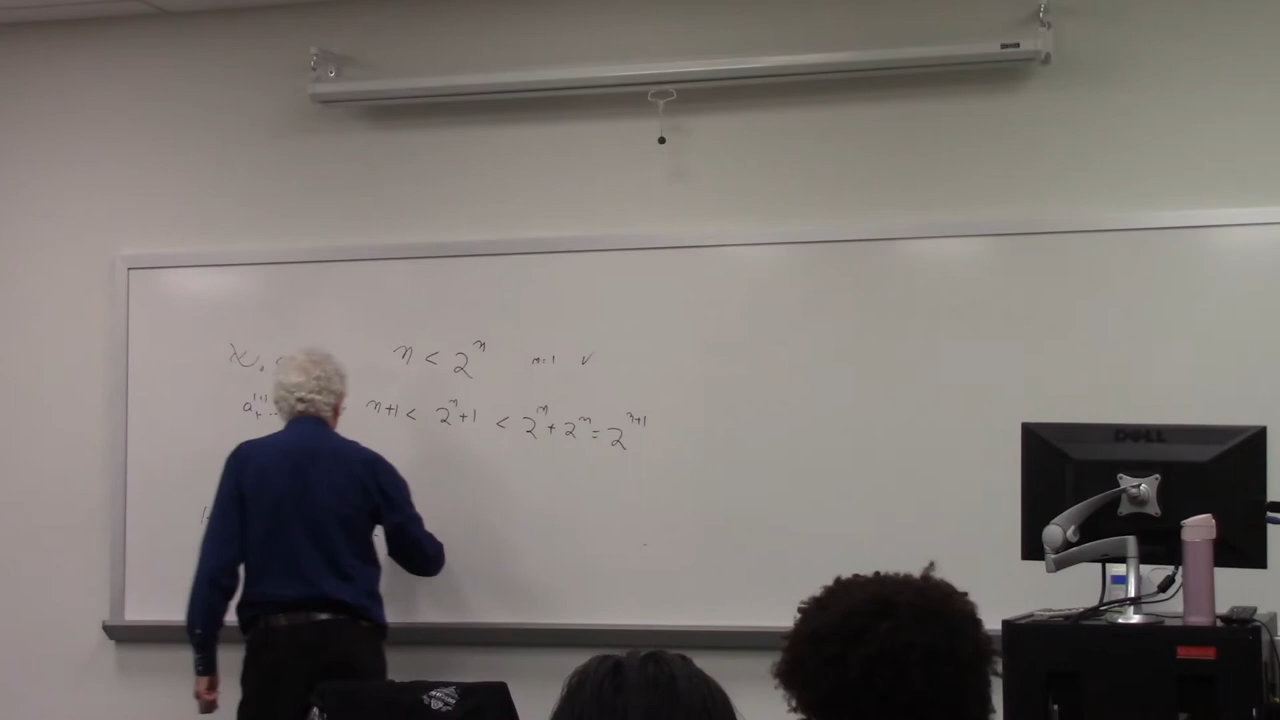 n < 2^n n=1 ✓
n+1 < 2^n+1 < 2^n + 2^n = 2^{n+1}
DELL